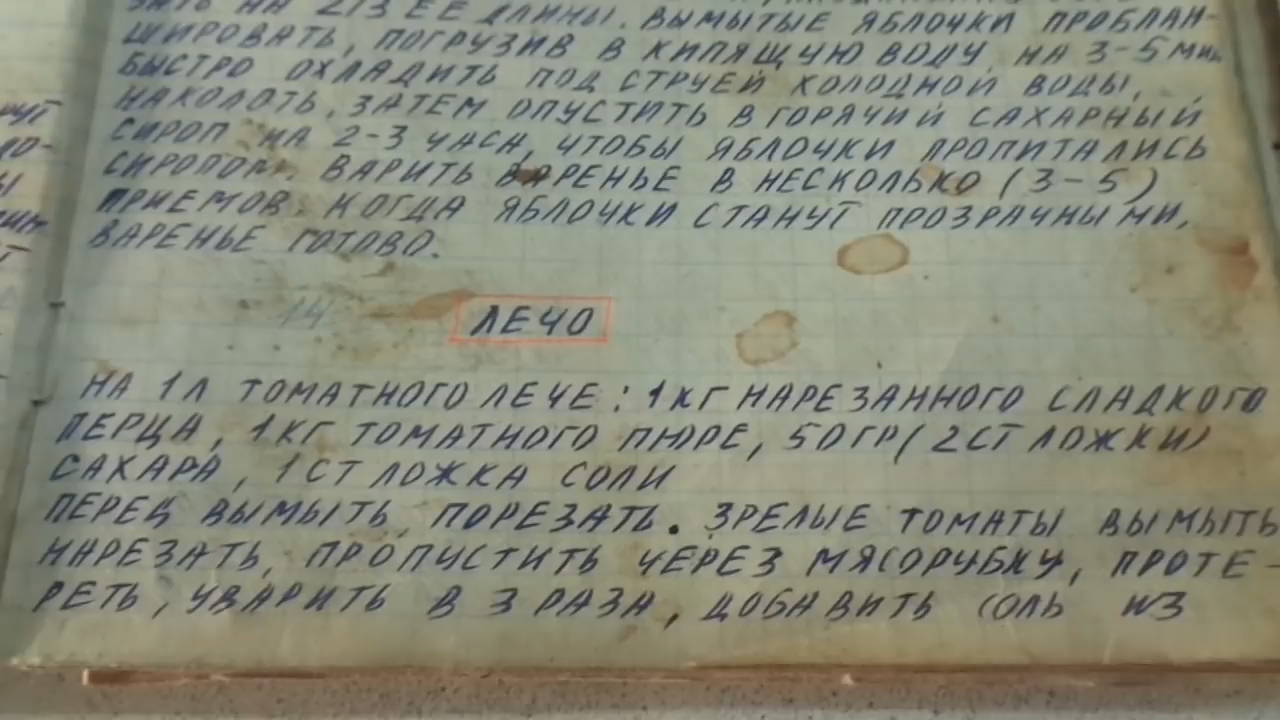 НА 2/3 ЕЕ ДЛИНЫ. ВЫМЫТЫЕ ЯБЛОЧКИ ПРОБЛАН-
ШИРОВАТЬ, ПОГРУЗИВ В КИПЯЩУЮ ВОДУ НА 3-5 мин.
БЫСТРО ОХЛАДИТЬ ПОД СТРУЕЙ ХОЛОДНОЙ ВОДЫ,
НАКОЛОТЬ, ЗАТЕМ ОПУСТИТЬ В ГОРЯЧИЙ САХАРНЫЙ
СИРОП НА 2-3 ЧАСА, ЧТОБЫ ЯБЛОЧКИ ПРОПИТАЛИСЬ
СИРОПОМ. ВАРИТЬ ВАРЕНЬЕ В НЕСКОЛЬКО (3-5)
ПРИЕМОВ. КОГДА ЯБЛОЧКИ СТАНУТ ПРОЗРАЧНЫМИ,
ВАРЕНЬЕ ГОТОВО.
14
ЛЕЧО
НА 1Л ТОМАТНОГО ЛЕЧЕ: 1КГ НАРЕЗАННОГО СЛАДКОГО
ПЕРЦА, 1КГ ТОМАТНОГО ПЮРЕ, 50ГР(2СТ ЛОЖКИ)
САХАРА, 1СТ ЛОЖКА СОЛИ
ПЕРЕЦ ВЫМЫТЬ, ПОРЕЗАТЬ. ЗРЕЛЫЕ ТОМАТЫ ВЫМЫТЬ
НАРЕЗАТЬ, ПРОПУСТИТЬ ЧЕРЕЗ МЯСОРУБКУ, ПРОТЕ-
РЕТЬ, УВАРИТЬ В 3 РАЗА, ДОБАВИТЬ СОЛЬ ИЗ